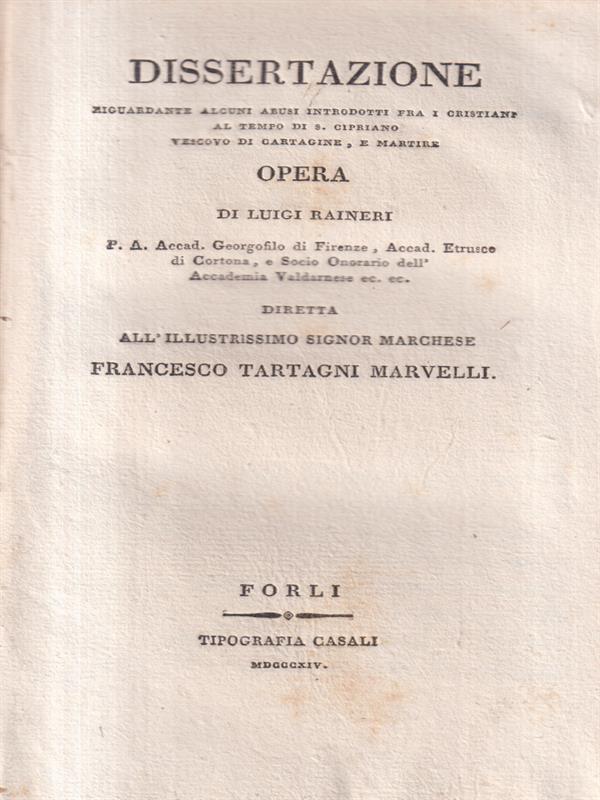 DISSERTAZIONE
RIGUARDANTE ALCUNI ABUSI INTRODOTTI FRA I CRISTIANI
AL TEMPO DI S. CIPRIANO
VESCOVO DI CARTAGINE, E MARTIRE
OPERA
DI LUIGI RAINERI
P. A. Accad. Georgofilo di Firenze, Accad. Etrusco
di Cortona, e Socio Onorario dell'
Accademia Valdarnese ec. ec.
DIRETTA
ALL' ILLUSTRISSIMO SIGNOR MARCHESE
FRANCESCO TARTAGNI MARVELLI.
FORLI
TIPOGRAFIA CASALI
MDCCCXIV.